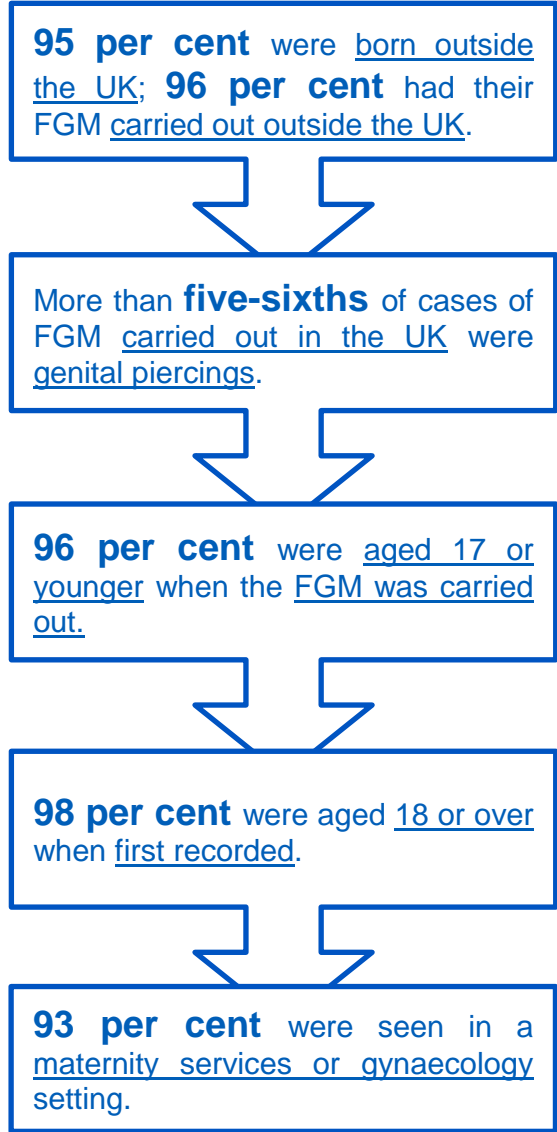 95 per cent were born outside
the UK; 96 per cent had their
FGM carried out outside the UK.
More than five-sixths of cases of
FGM carried out in the UK were
genital piercings.
96 per cent were aged 17 or
younger when the FGM was carried
out.
98 per cent were aged 18 or over
when first recorded.
93 per cent were seen in a
maternity services or gynaecology
setting.